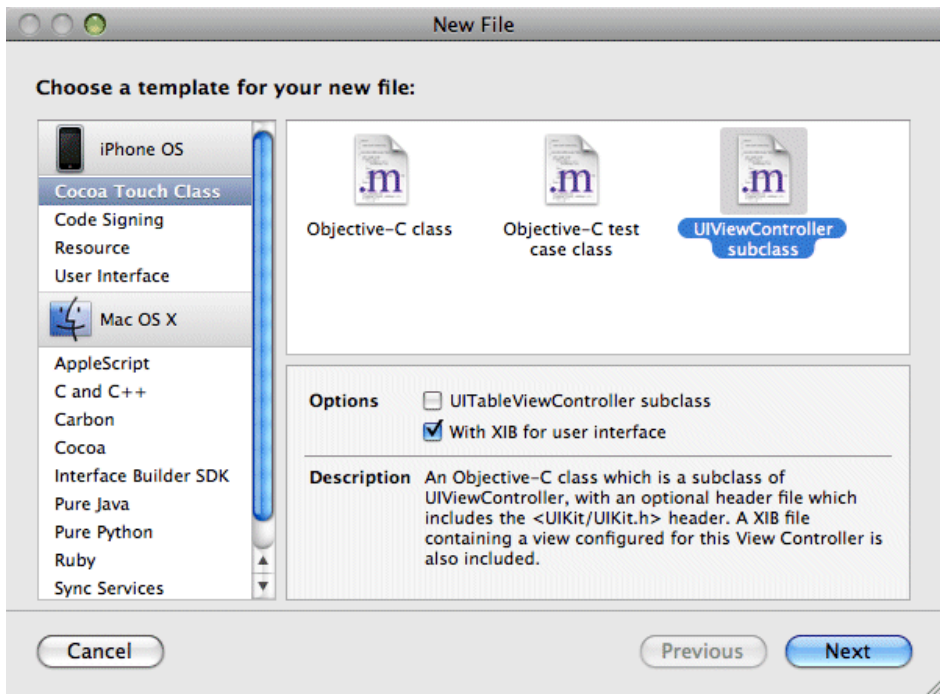 New File
Choose a template for your new file:
iPhone OS
Cocoa Touch Class
Code Signing
Resource
User Interface
Mac OS X
AppleScript
C and C++
Carbon
Cocoa
Interface Builder SDK
Pure Java
Pure Python
Ruby
Sync Services
.m
Objective-C class
.m
Objective-C test
case class
.m
UIViewController
subclass
Options
UITableViewController subclass
With XIB for user interface
Description
An Objective-C class which is a subclass of
UIViewController, with an optional header file which
includes the <UIKit/UIKit.h> header. A XIB file
containing a view configured for this View Controller is
also included.
Cancel
Previous
Next